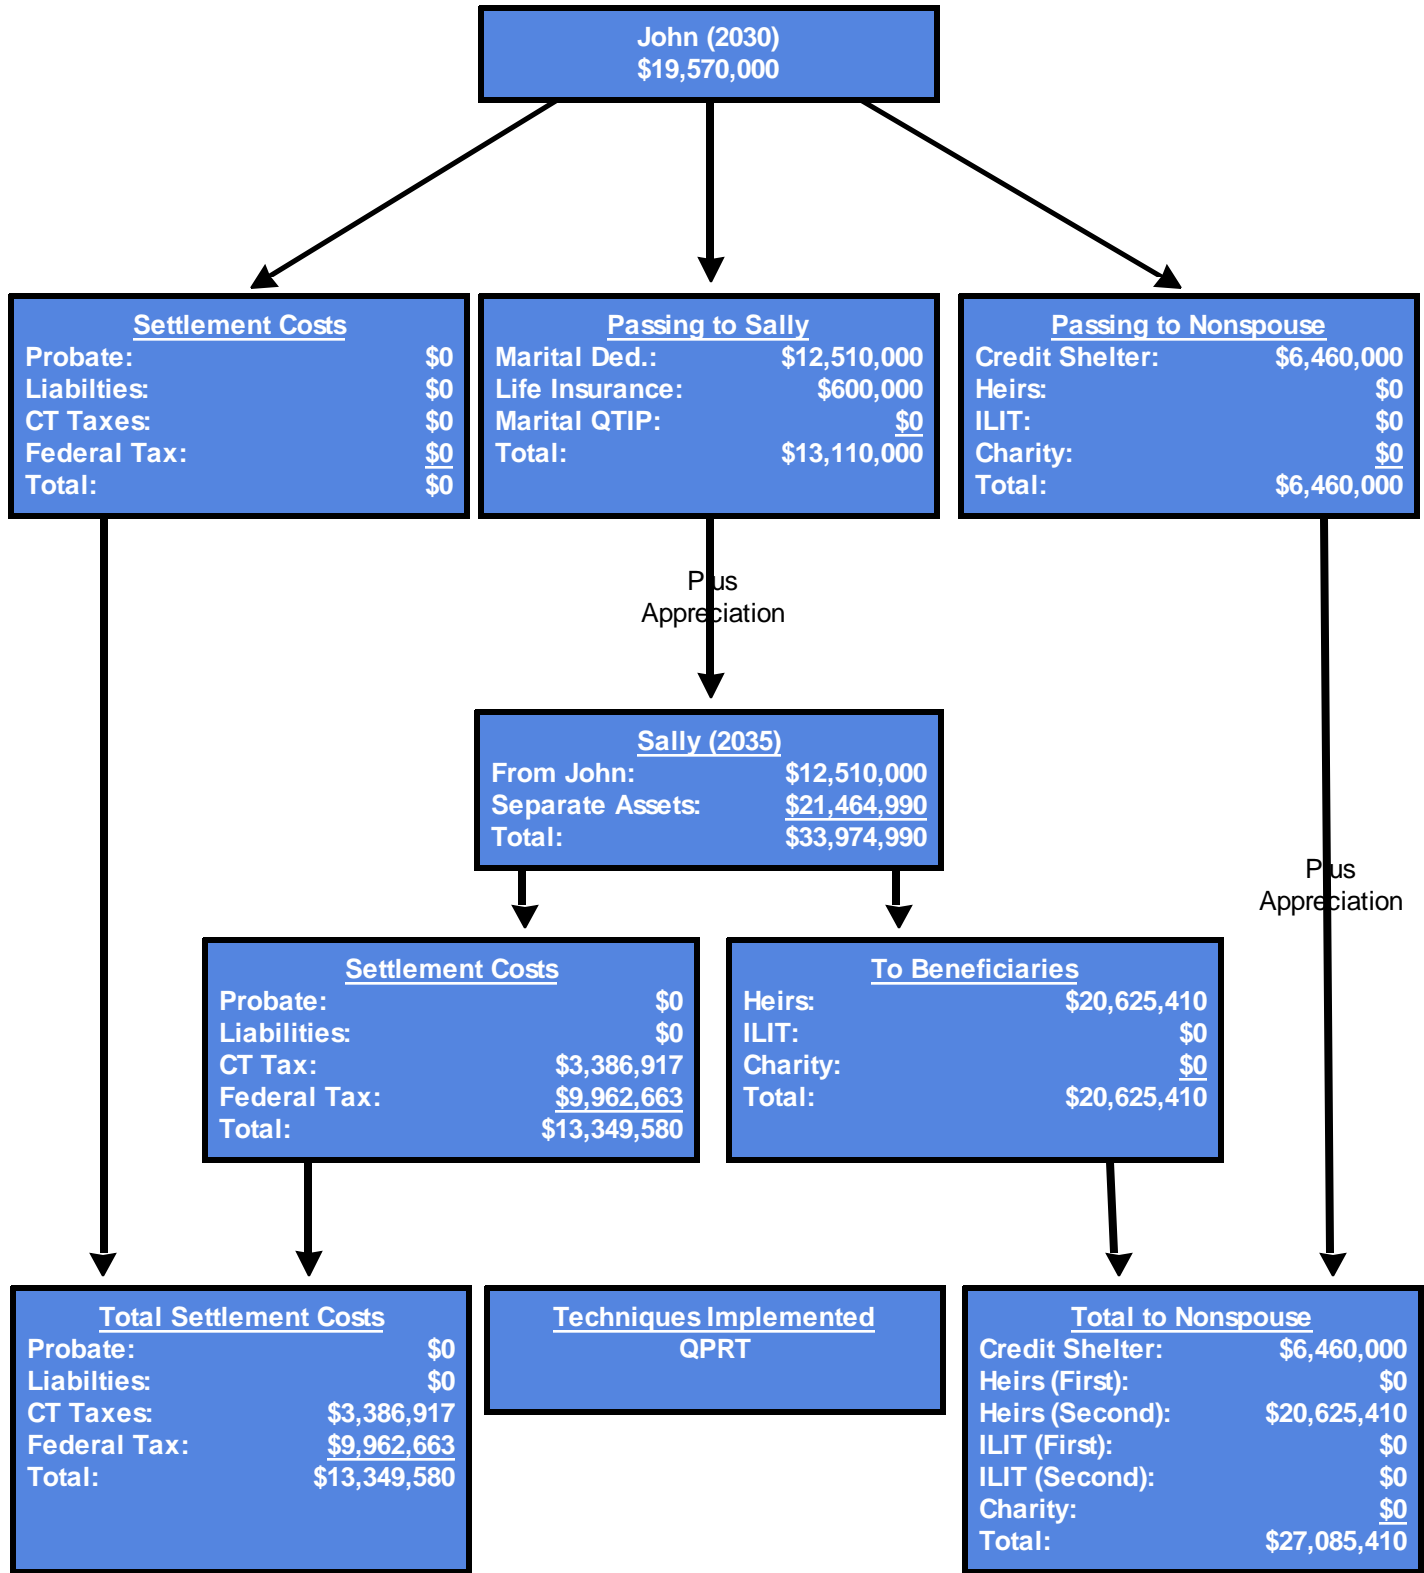 John (2030)
$19,570,000
Settlement Costs
Probate: $0
Liabilties: $0
CT Taxes: $0
Federal Tax: $0
Total: $0
Passing to Sally
Marital Ded.: $12,510,000
Life Insurance: $600,000
Marital QTIP: $0
Total: $13,110,000
Passing to Nonspouse
Credit Shelter: $6,460,000
Heirs: $0
ILIT: $0
Charity: $0
Total: $6,460,000
Plus
Appreciation
Sally (2035)
From John: $12,510,000
Separate Assets: $21,464,990
Total: $33,974,990
Plus
Appreciation
Settlement Costs
Probate: $0
Liabilities: $0
CT Tax: $3,386,917
Federal Tax: $9,962,663
Total: $13,349,580
To Beneficiaries
Heirs: $20,625,410
ILIT: $0
Charity: $0
Total: $20,625,410
Total Settlement Costs
Probate: $0
Liabilties: $0
CT Taxes: $3,386,917
Federal Tax: $9,962,663
Total: $13,349,580
Techniques Implemented
QPRT
Total to Nonspouse
Credit Shelter: $6,460,000
Heirs (First): $0
Heirs (Second): $20,625,410
ILIT (First): $0
ILIT (Second): $0
Charity: $0
Total: $27,085,410